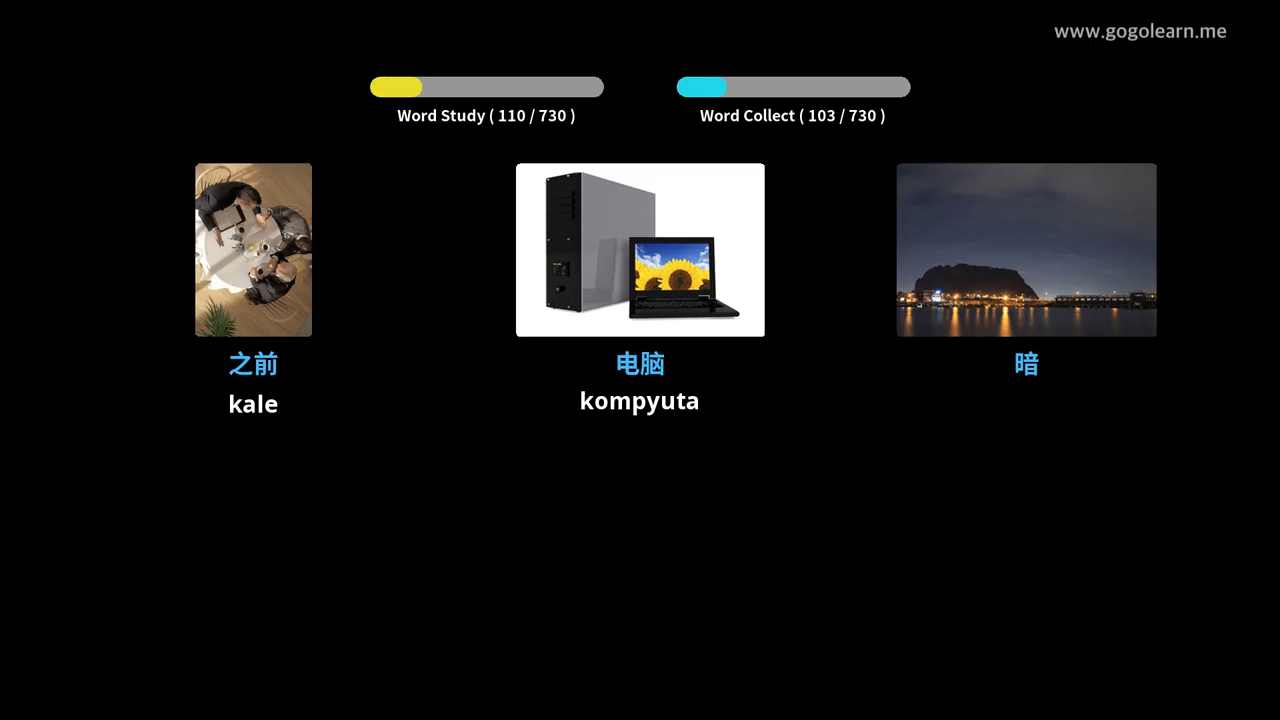 www.gogolearn.me
Word Study ( 110 / 730 )
Word Collect ( 103 / 730 )
之前
kale
电脑
kompyuta
暗